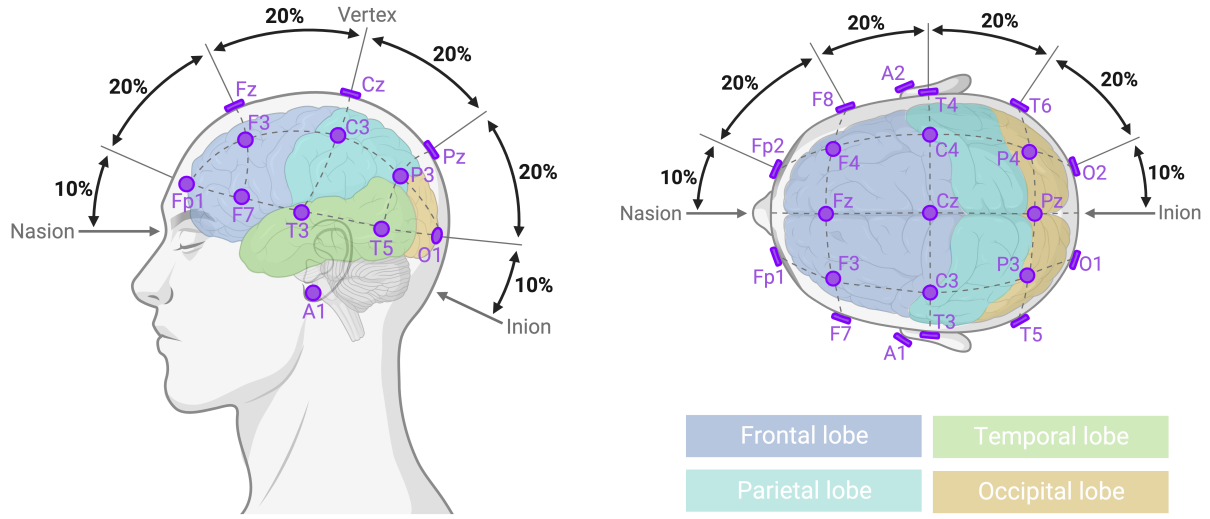 20%
Vertex
20%
20%
Fz
Cz
F3
C3
Pz
10%
Fp1
F7
P3
20%
Nasion
T3
T5
O1
10%
A1
Inion
20%
20%
20%
A2
20%
F8
T4
T6
Fp2
F4
C4
P4
O2
10%
10%
Nasion
Fz
Cz
Pz
Inion
Fp1
F3
C3
P3
O1
F7
T3
T5
A1
Frontal lobe
Temporal lobe
Parietal lobe
Occipital lobe